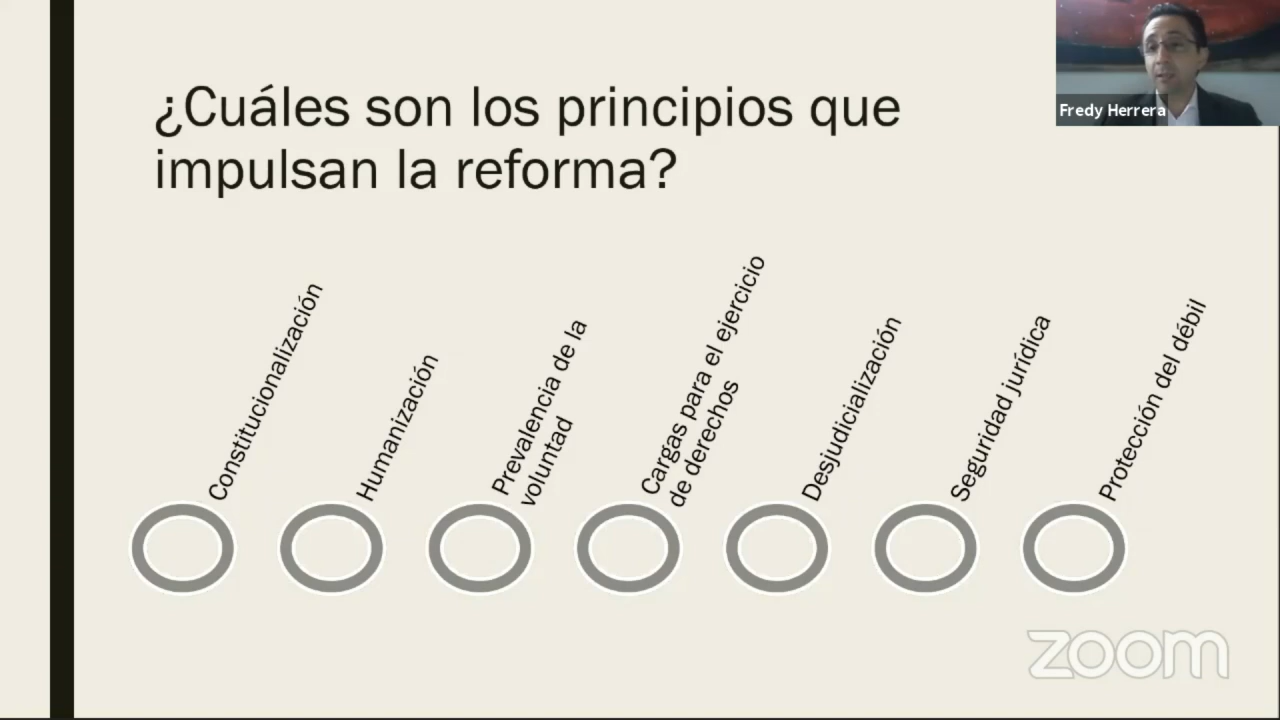 ¿Cuáles son los principios que
impulsan la reforma?
Fredy Herrera
Constitucionalización
Humanización
Prevalencia de la
voluntad
Cargas para el ejercicio
de derechos
Desjudicialización
Seguridad jurídica
Protección del débil
zoom